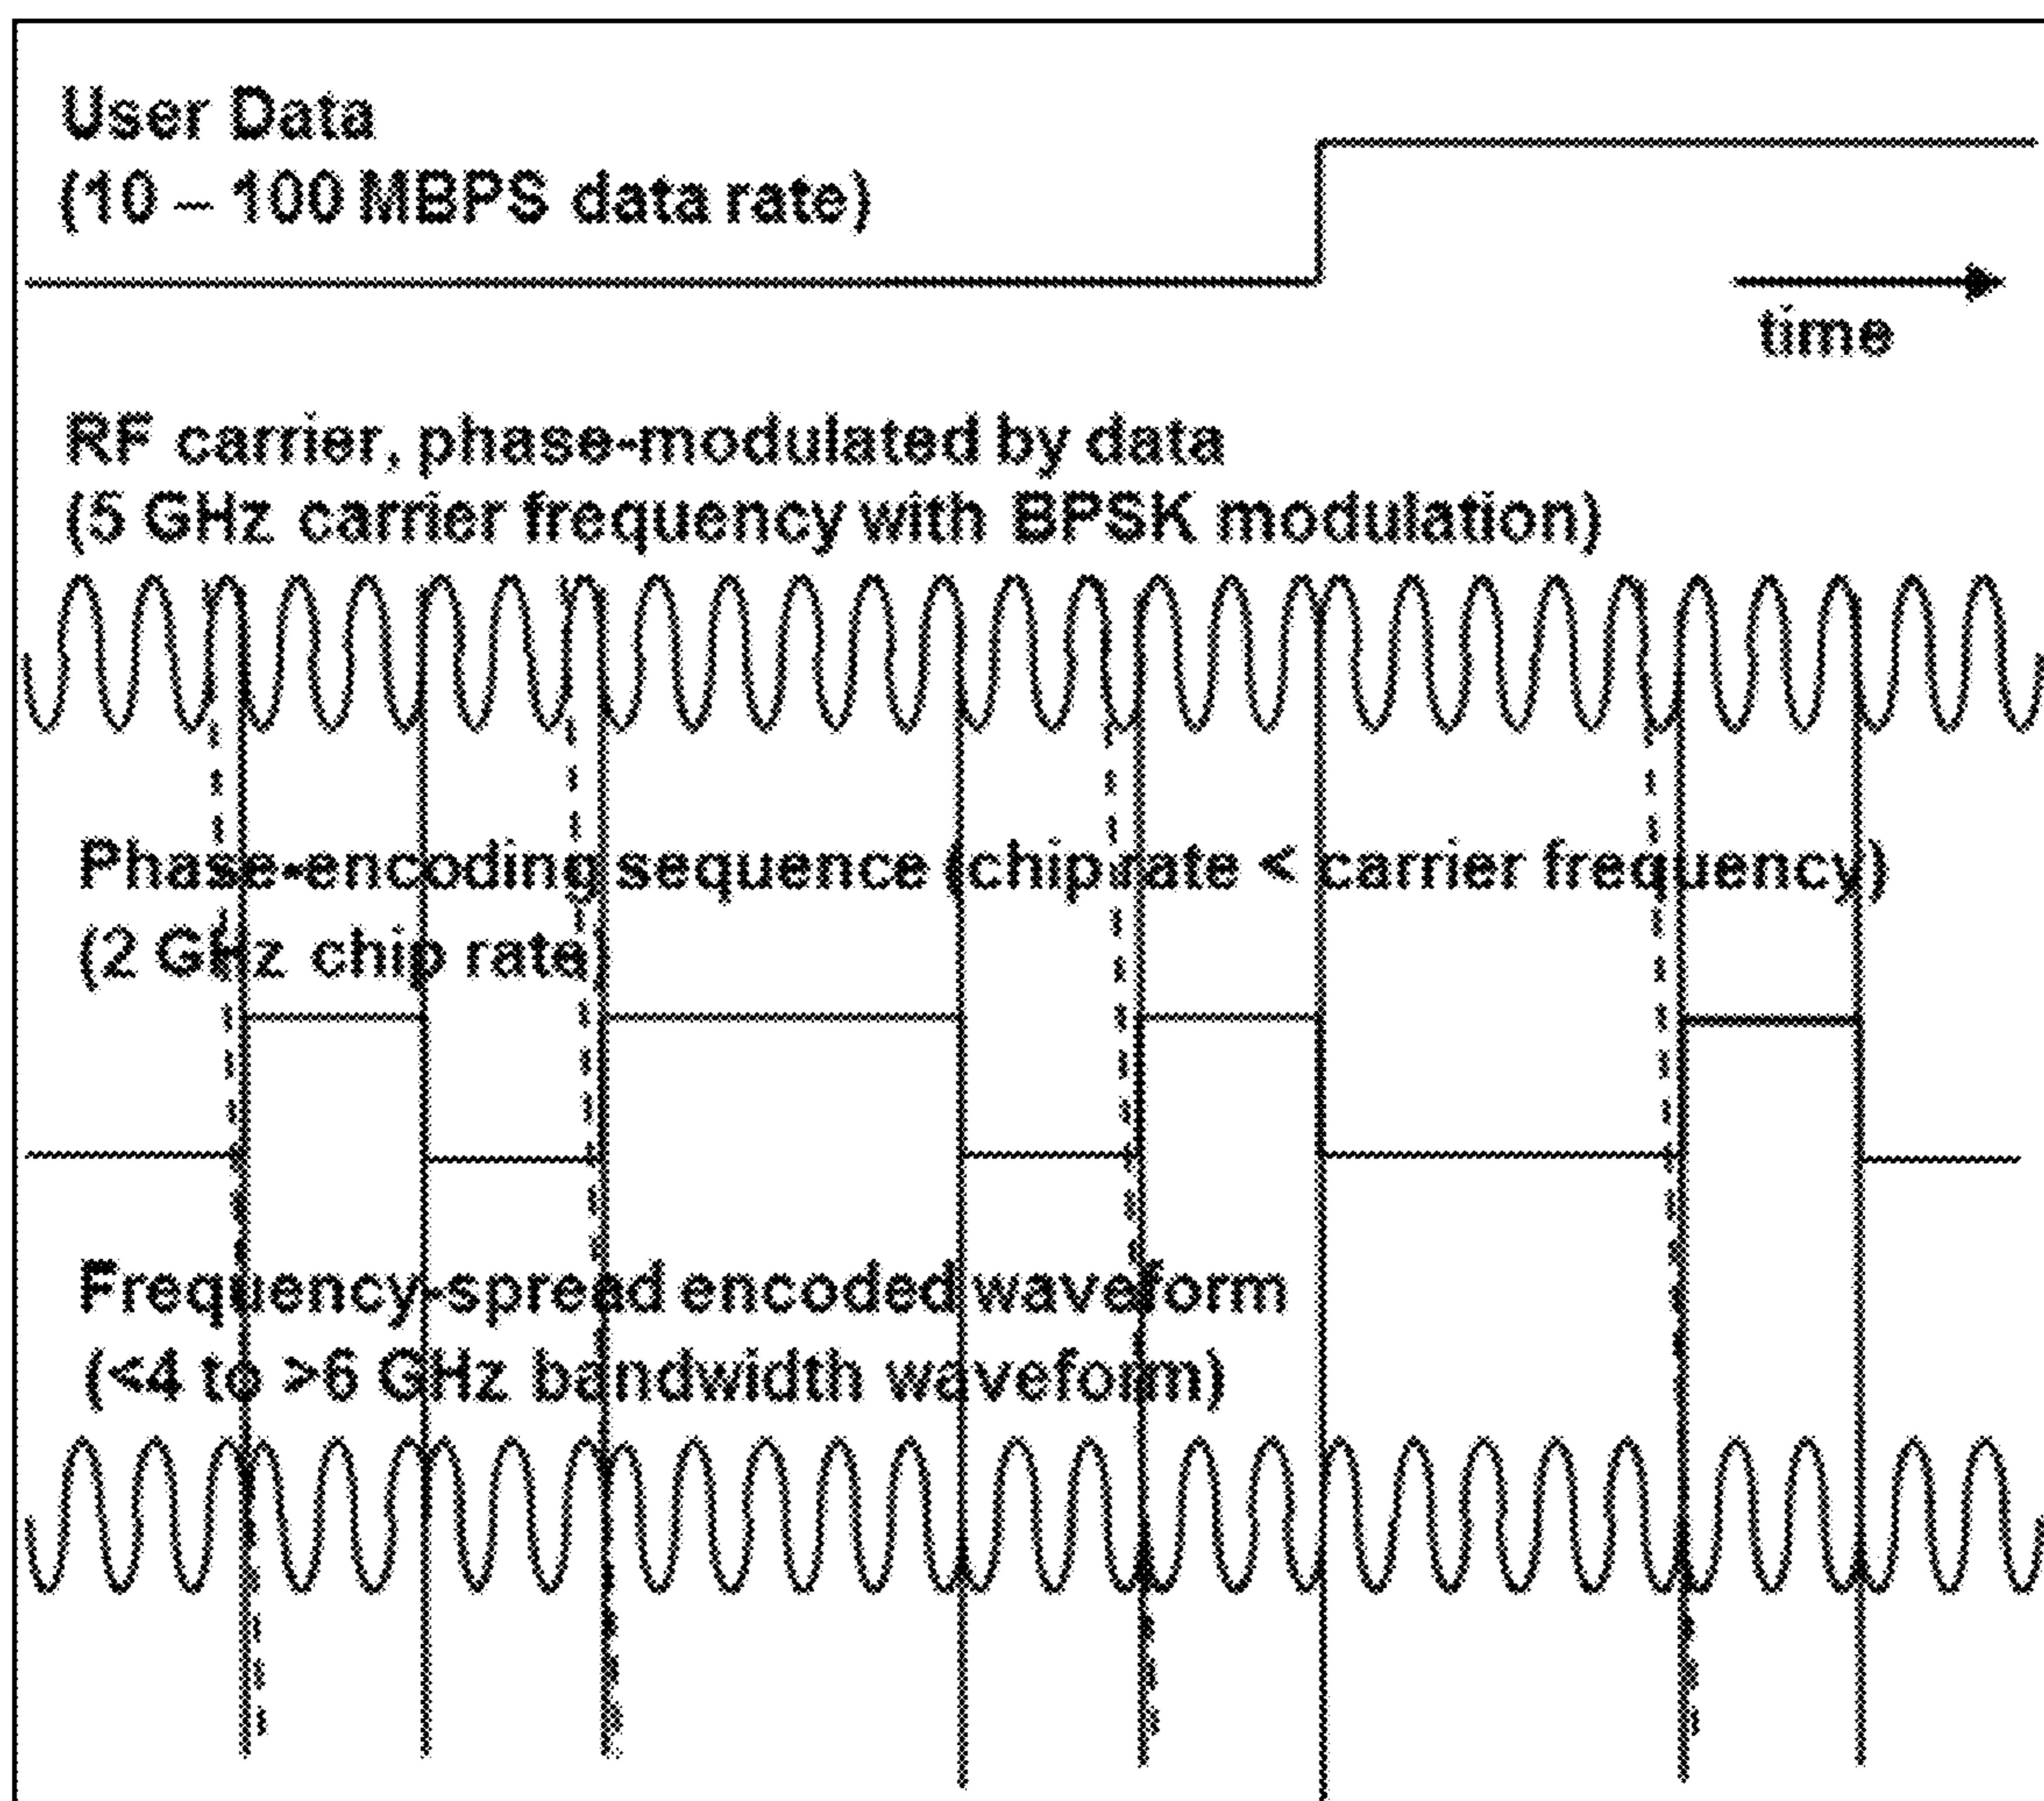 User Data
(10 – 100 MBPS data rate)
time
RF carrier, phase-modulated by data
(5 GHz carrier frequency with BPSK modulation)
Phase-encoding sequence (chip rate < carrier frequency)
(2 GHz chip rate)
Frequency-spread encoded waveform
(<4 to >6 GHz bandwidth waveform)